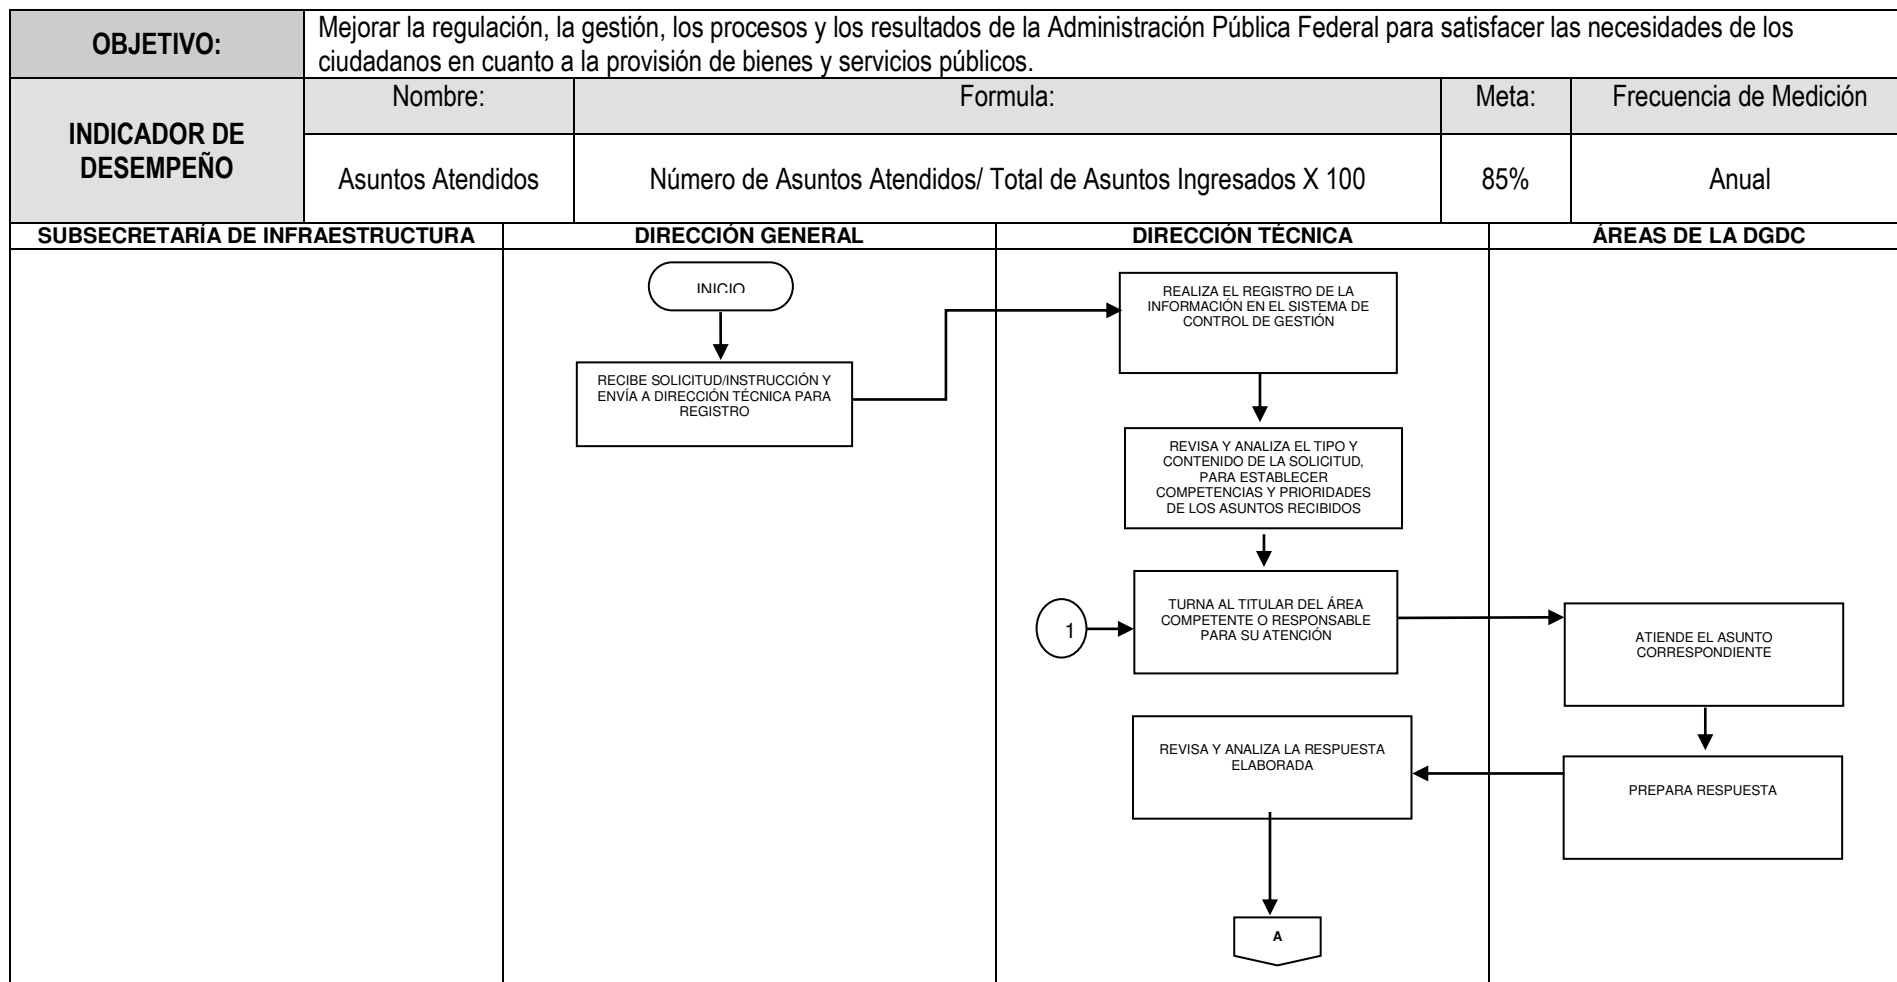 OBJETIVO:
Mejorar la regulación, la gestión, los procesos y los resultados de la Administración Pública Federal para satisfacer las necesidades de los
ciudadanos en cuanto a la provisión de bienes y servicios públicos.
INDICADOR DE
DESEMPEÑO
Nombre:
Formula:
Meta:
Frecuencia de Medición
Asuntos Atendidos
Número de Asuntos Atendidos/ Total de Asuntos Ingresados X 100
85%
Anual
SUBSECRETARÍA DE INFRAESTRUCTURA
DIRECCIÓN GENERAL
DIRECCIÓN TÉCNICA
ÁREAS DE LA DGDC
INICIO
RECIBE SOLICITUD/INSTRUCCIÓN Y
ENVÍA A DIRECCIÓN TÉCNICA PARA
REGISTRO
REALIZA EL REGISTRO DE LA
INFORMACIÓN EN EL SISTEMA DE
CONTROL DE GESTIÓN
REVISA Y ANALIZA EL TIPO Y
CONTENIDO DE LA SOLICITUD,
PARA ESTABLECER
COMPETENCIAS Y PRIORIDADES
DE LOS ASUNTOS RECIBIDOS
1
TURNA AL TITULAR DEL ÁREA
COMPETENTE O RESPONSABLE
PARA SU ATENCIÓN
ATIENDE EL ASUNTO
CORRESPONDIENTE
PREPARA RESPUESTA
REVISA Y ANALIZA LA RESPUESTA
ELABORADA
A